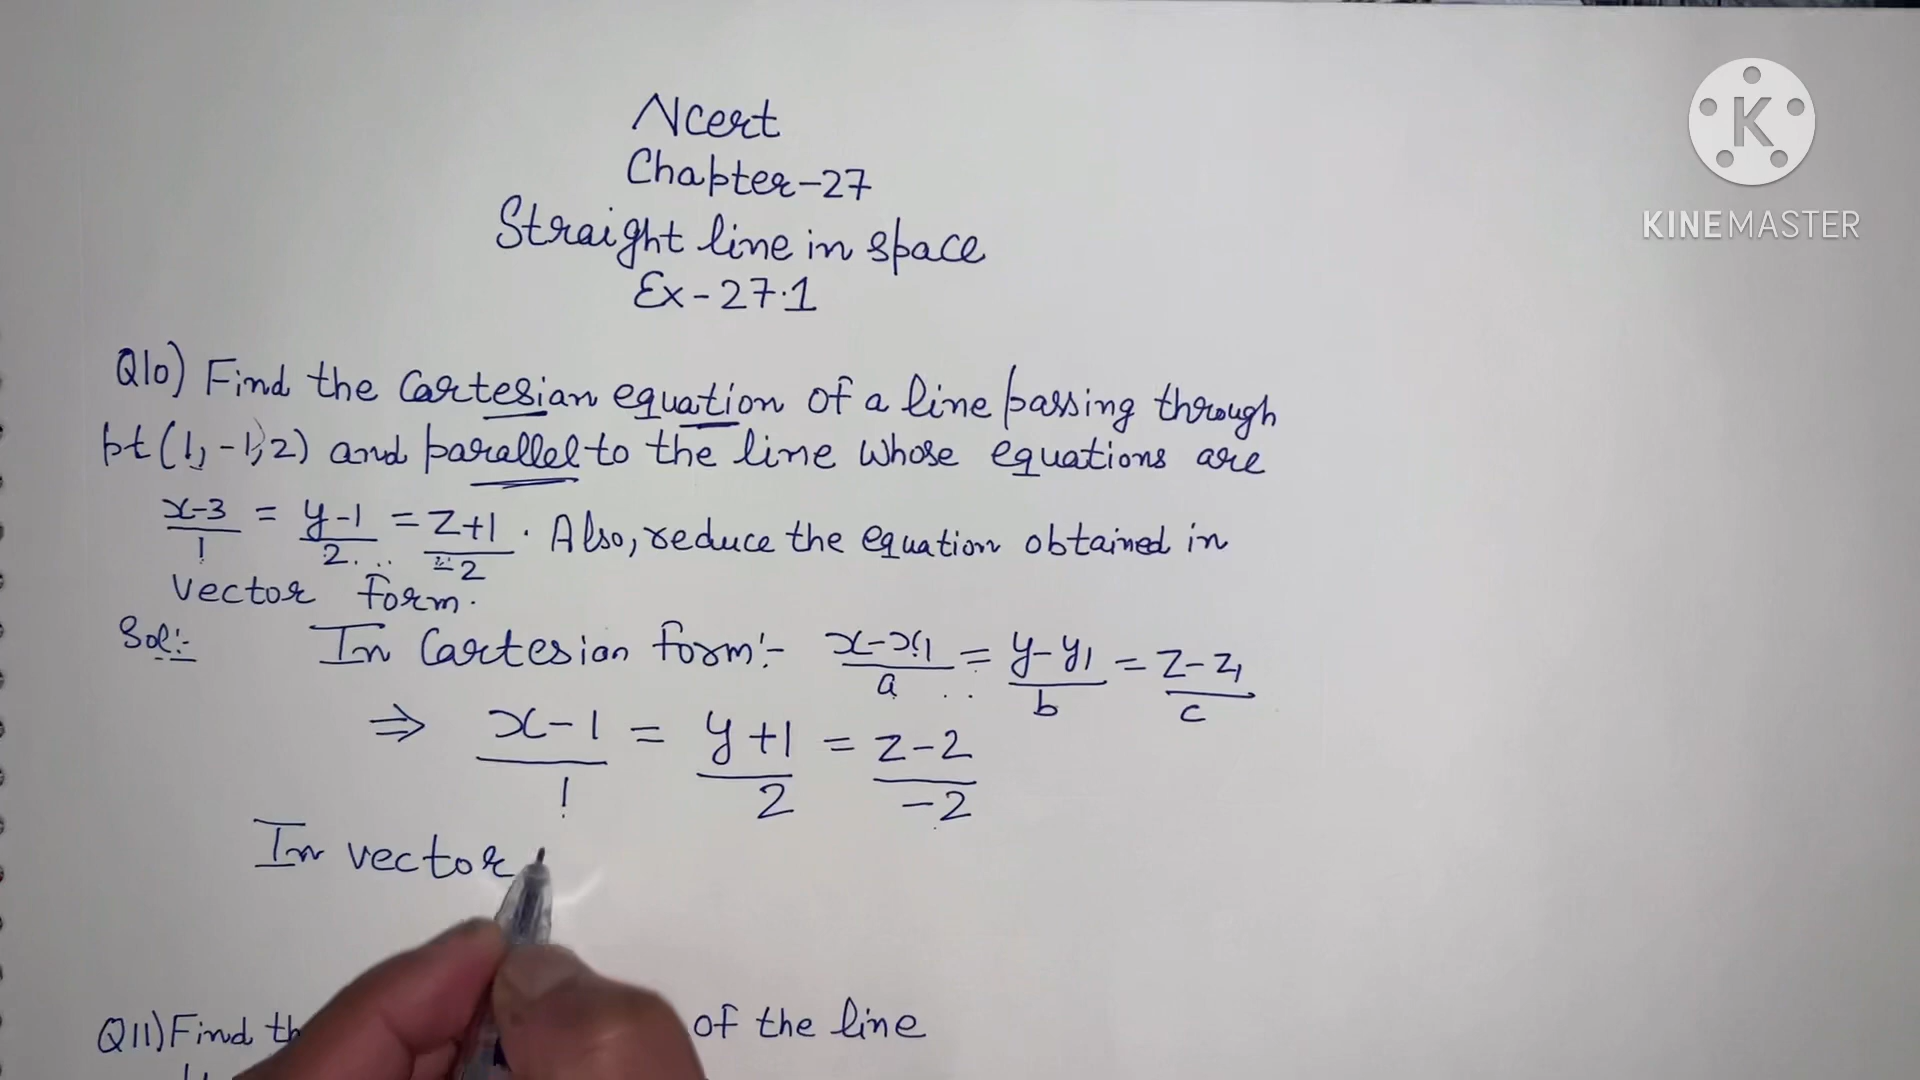 Ncert
Chapter-27
Straight line in space
Ex-27.1
K
KINEMASTER
Q10) Find the Cartesian equation of a line passing through
pt (1, -1, 2) and parallel to the line whose equations are
x-3/1 = y-1/2 = z+1/-2. Also, reduce the equation obtained in
vector form.
Sol:- In Cartesian form:- x-x1/a = y-y1/b = z-z1/c
⇒ x-1/1 = y+1/2 = z-2/-2
In vector
Q11) Find of the line